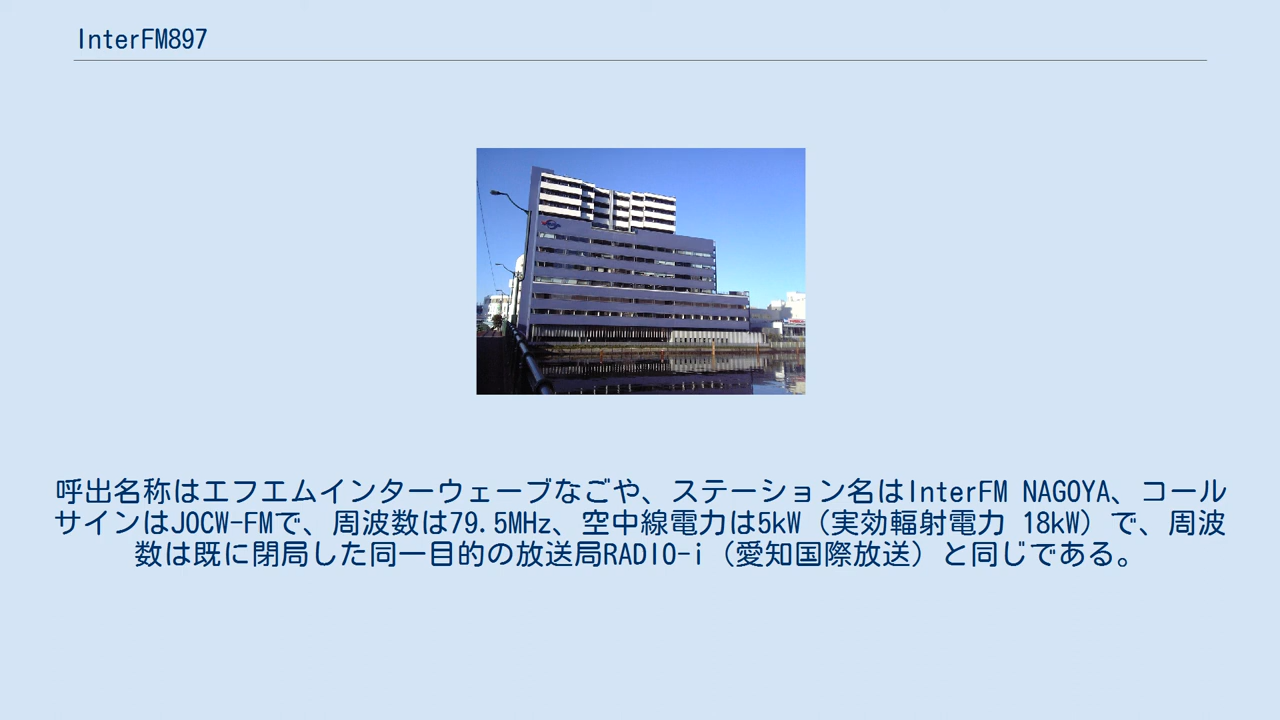 InterFM897
呼出名称はエフエムインターウェーブなごや、ステーション名はInterFM NAGOYA、コール
サインはJOCW-FMで、周波数は79.5MHz、空中線電力は5kW（実効輻射電力 18kW）で、周波
数は既に閉局した同一目的の放送局RADIO-i（愛知国際放送）と同じである。